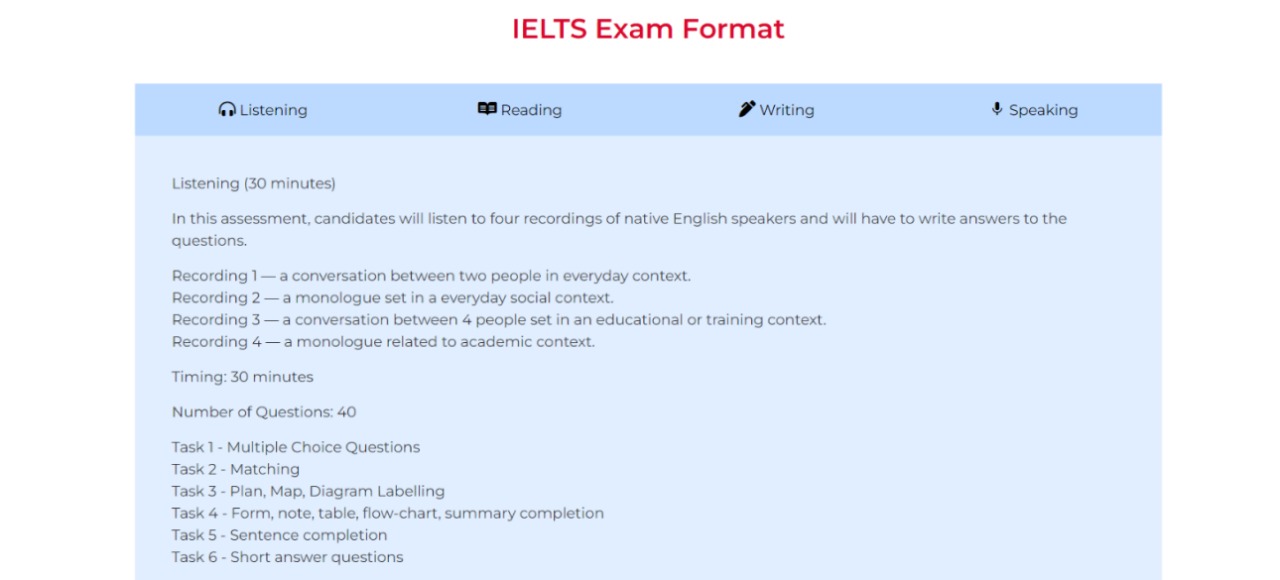 IELTS Exam Format
Listening
Reading
Writing
Speaking
Listening (30 minutes)
In this assessment, candidates will listen to four recordings of native English speakers and will have to write answers to the
questions.
Recording 1 — a conversation between two people in everyday context.
Recording 2 — a monologue set in a everyday social context.
Recording 3 — a conversation between 4 people set in an educational or training context.
Recording 4 — a monologue related to academic context.
Timing: 30 minutes
Number of Questions: 40
Task 1 - Multiple Choice Questions
Task 2 - Matching
Task 3 - Plan, Map, Diagram Labelling
Task 4 - Form, note, table, flow-chart, summary completion
Task 5 - Sentence completion
Task 6 - Short answer questions